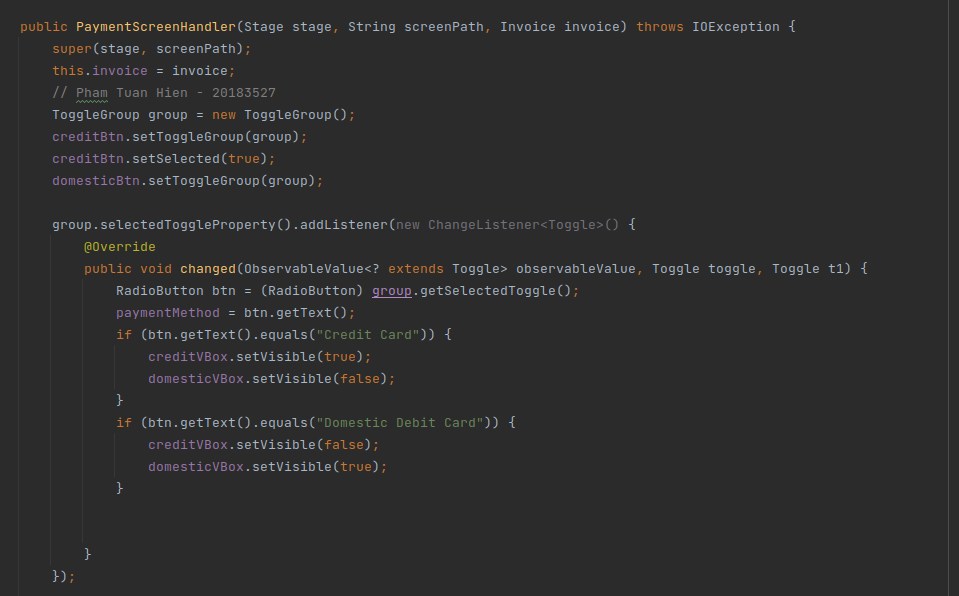 public PaymentScreenHandler(Stage stage, String screenPath, Invoice invoice) throws IOException {
super(stage, screenPath);
this.invoice = invoice;
// Pham Tuan Hien - 20183527
ToggleGroup group = new ToggleGroup();
creditBtn.setToggleGroup(group);
creditBtn.setSelected(true);
domesticBtn.setToggleGroup(group);
group.selectedToggleProperty().addListener(new ChangeListener<Toggle>() {
@Override
public void changed(ObservableValue<? extends Toggle> observableValue, Toggle toggle, Toggle t1) {
RadioButton btn = (RadioButton) group.getSelectedToggle();
paymentMethod = btn.getText();
if (btn.getText().equals("Credit Card")) {
creditVBox.setVisible(true);
domesticVBox.setVisible(false);
}
if (btn.getText().equals("Domestic Debit Card")) {
creditVBox.setVisible(false);
domesticVBox.setVisible(true);
}
}
});